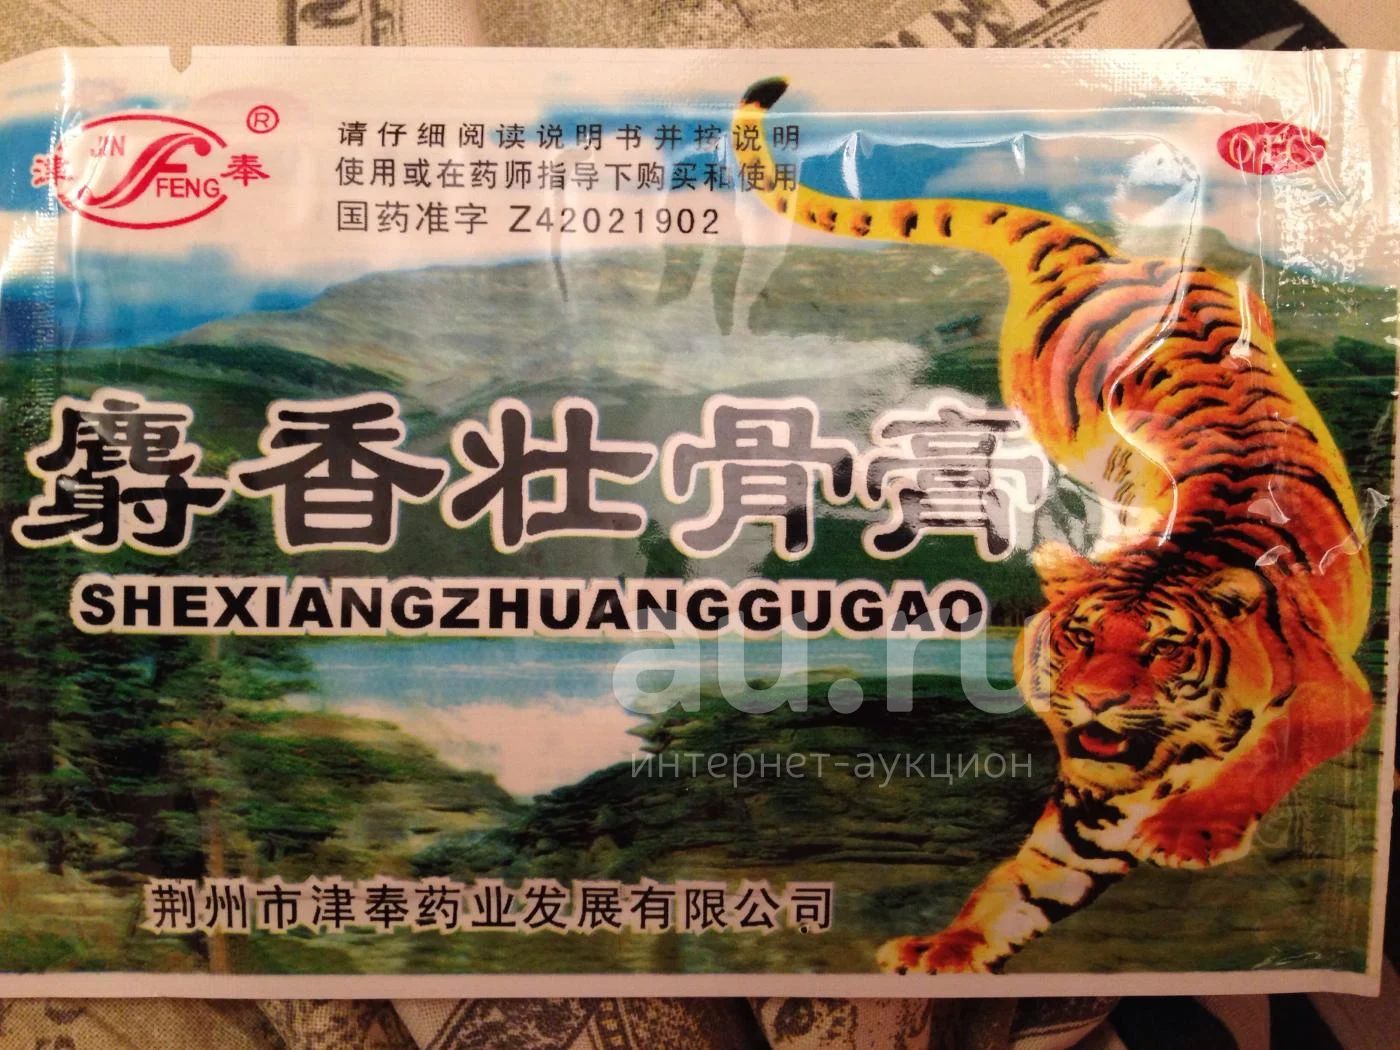 津 JIN FENG 奉 ®
请仔细阅读说明书并按说明
使用或在药师指导下购买和使用
国药准字 Z42021902
OTC
麝香壮骨膏
SHEXIANGZHUANGGUGAO
au.ru
интернет-аукцион
荆州市津奉药业发展有限公司